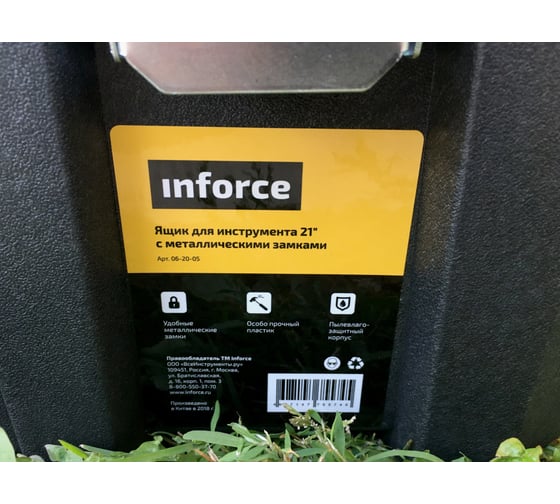 inforce
Ящик для инструмента 21"
с металлическими замками
Арт. 06-20-05
Удобные
металлические
замки
Особо прочный
пластик
Пылевлаго-
защитный
корпус
Правообладатель ТМ Inforce
ООО «ВсеИнструменты.ру»
109451, Россия, г. Москва,
ул. Братиславская,
д. 16, корп. 1, пом. 3
8-800-550-37-70
www.inforce.ru
Произведено
в Китае в 2018 г.